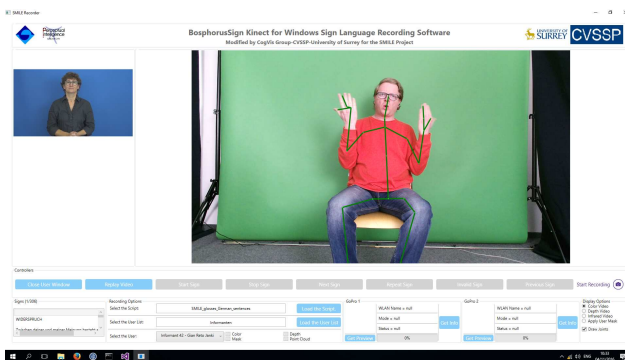 SMILE Recorder
Perceptual
Intelligence
BosphorusSign Kinect for Windows Sign Language Recording Software
Modified by CogVis Group-CVSSP-University of Surrey for the SMILE Project
UNIVERSITY OF
SURREY
CVSSP
Controllers
Close User Window
Replay Video
Start Sign
Stop Sign
Next Sign
Repeat Sign
Invalid Sign
Previous Sign
Start Recording
Signs [1/308]
WIDERSPRUCH
Recording Options
Select the Script:
SMILE_glosses_German_sentences
Load the Script
Select the User List:
Informanten
Load the User List
Select the User:
Color
Mask
Depth
Point Cloud
GoPro 1
WLAN Name = null
Mode = null
Status = null
Get Info
Get Preview
0%
GoPro 2
WLAN Name = null
Mode = null
Status = null
Get Info
Get Preview
0%
Display Options
Color Video
Depth Video
Infrared Video
Apply User Mask
Draw Joints
ENG
16:33